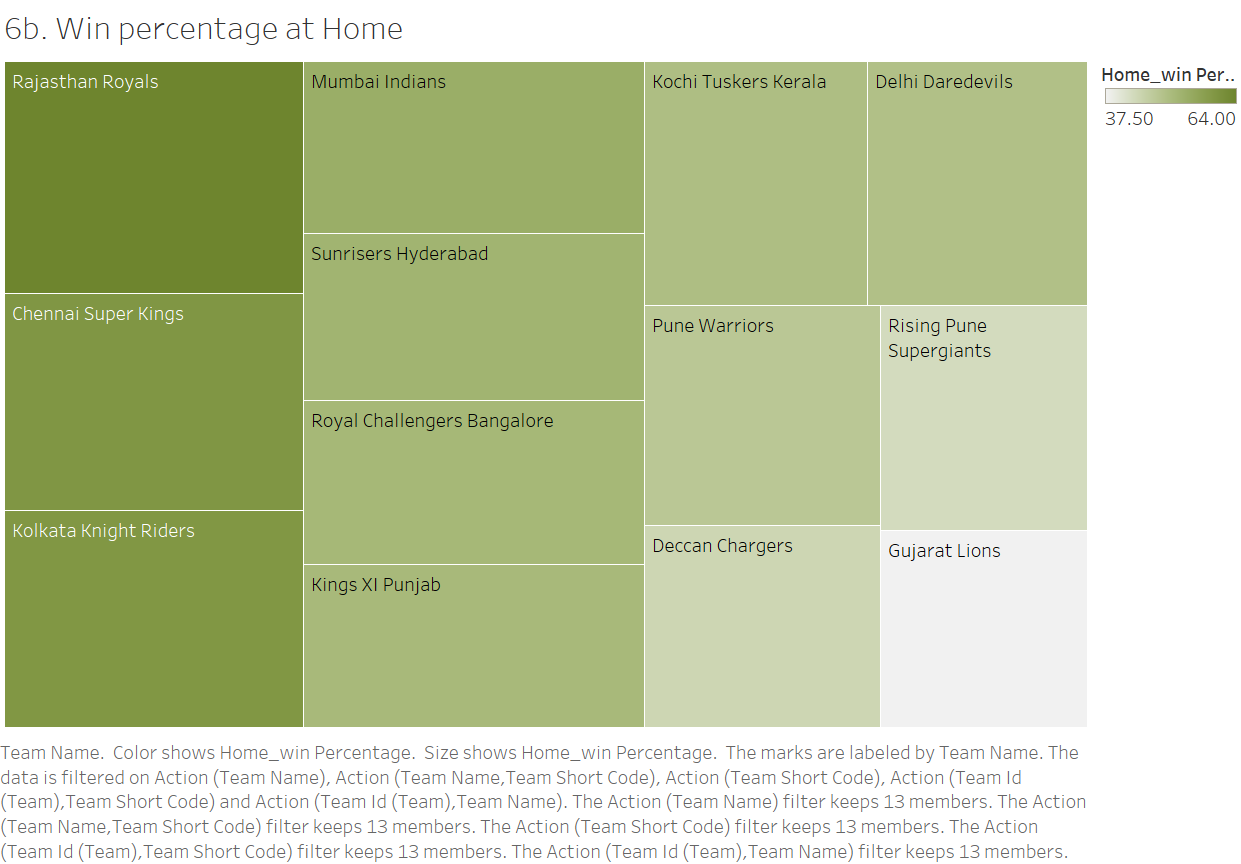 6b. Win percentage at Home
Rajasthan Royals
Mumbai Indians
Kochi Tuskers Kerala
Delhi Daredevils
Home_win Per..
37.50 64.00
Sunrisers Hyderabad
Chennai Super Kings
Pune Warriors
Rising Pune
Supergiants
Royal Challengers Bangalore
Kolkata Knight Riders
Deccan Chargers
Gujarat Lions
Kings XI Punjab
Team Name.  Color shows Home_win Percentage.  Size shows Home_win Percentage.  The marks are labeled by Team Name. The
data is filtered on Action (Team Name), Action (Team Name,Team Short Code), Action (Team Short Code), Action (Team Id
(Team),Team Short Code) and Action (Team Id (Team),Team Name). The Action (Team Name) filter keeps 13 members. The Action
(Team Name,Team Short Code) filter keeps 13 members. The Action (Team Short Code) filter keeps 13 members. The Action
(Team Id (Team),Team Short Code) filter keeps 13 members. The Action (Team Id (Team),Team Name) filter keeps 13 members.